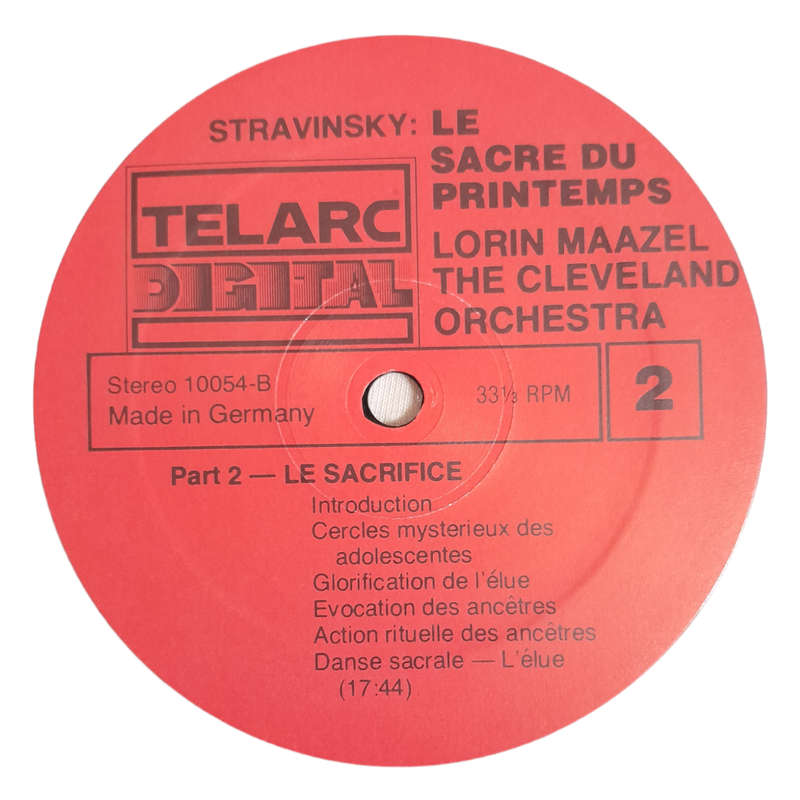 STRAVINSKY: LE
SACRE DU
PRINTEMPS
TELARC
DIGITAL
LORIN MAAZEL
THE CLEVELAND
ORCHESTRA
Stereo 10054-B
Made in Germany
33⅓ RPM
2
Part 2 — LE SACRIFICE
Introduction
Cercles mysterieux des
adolescentes
Glorification de l'élue
Evocation des ancêtres
Action rituelle des ancêtres
Danse sacrale — L'élue
(17:44)